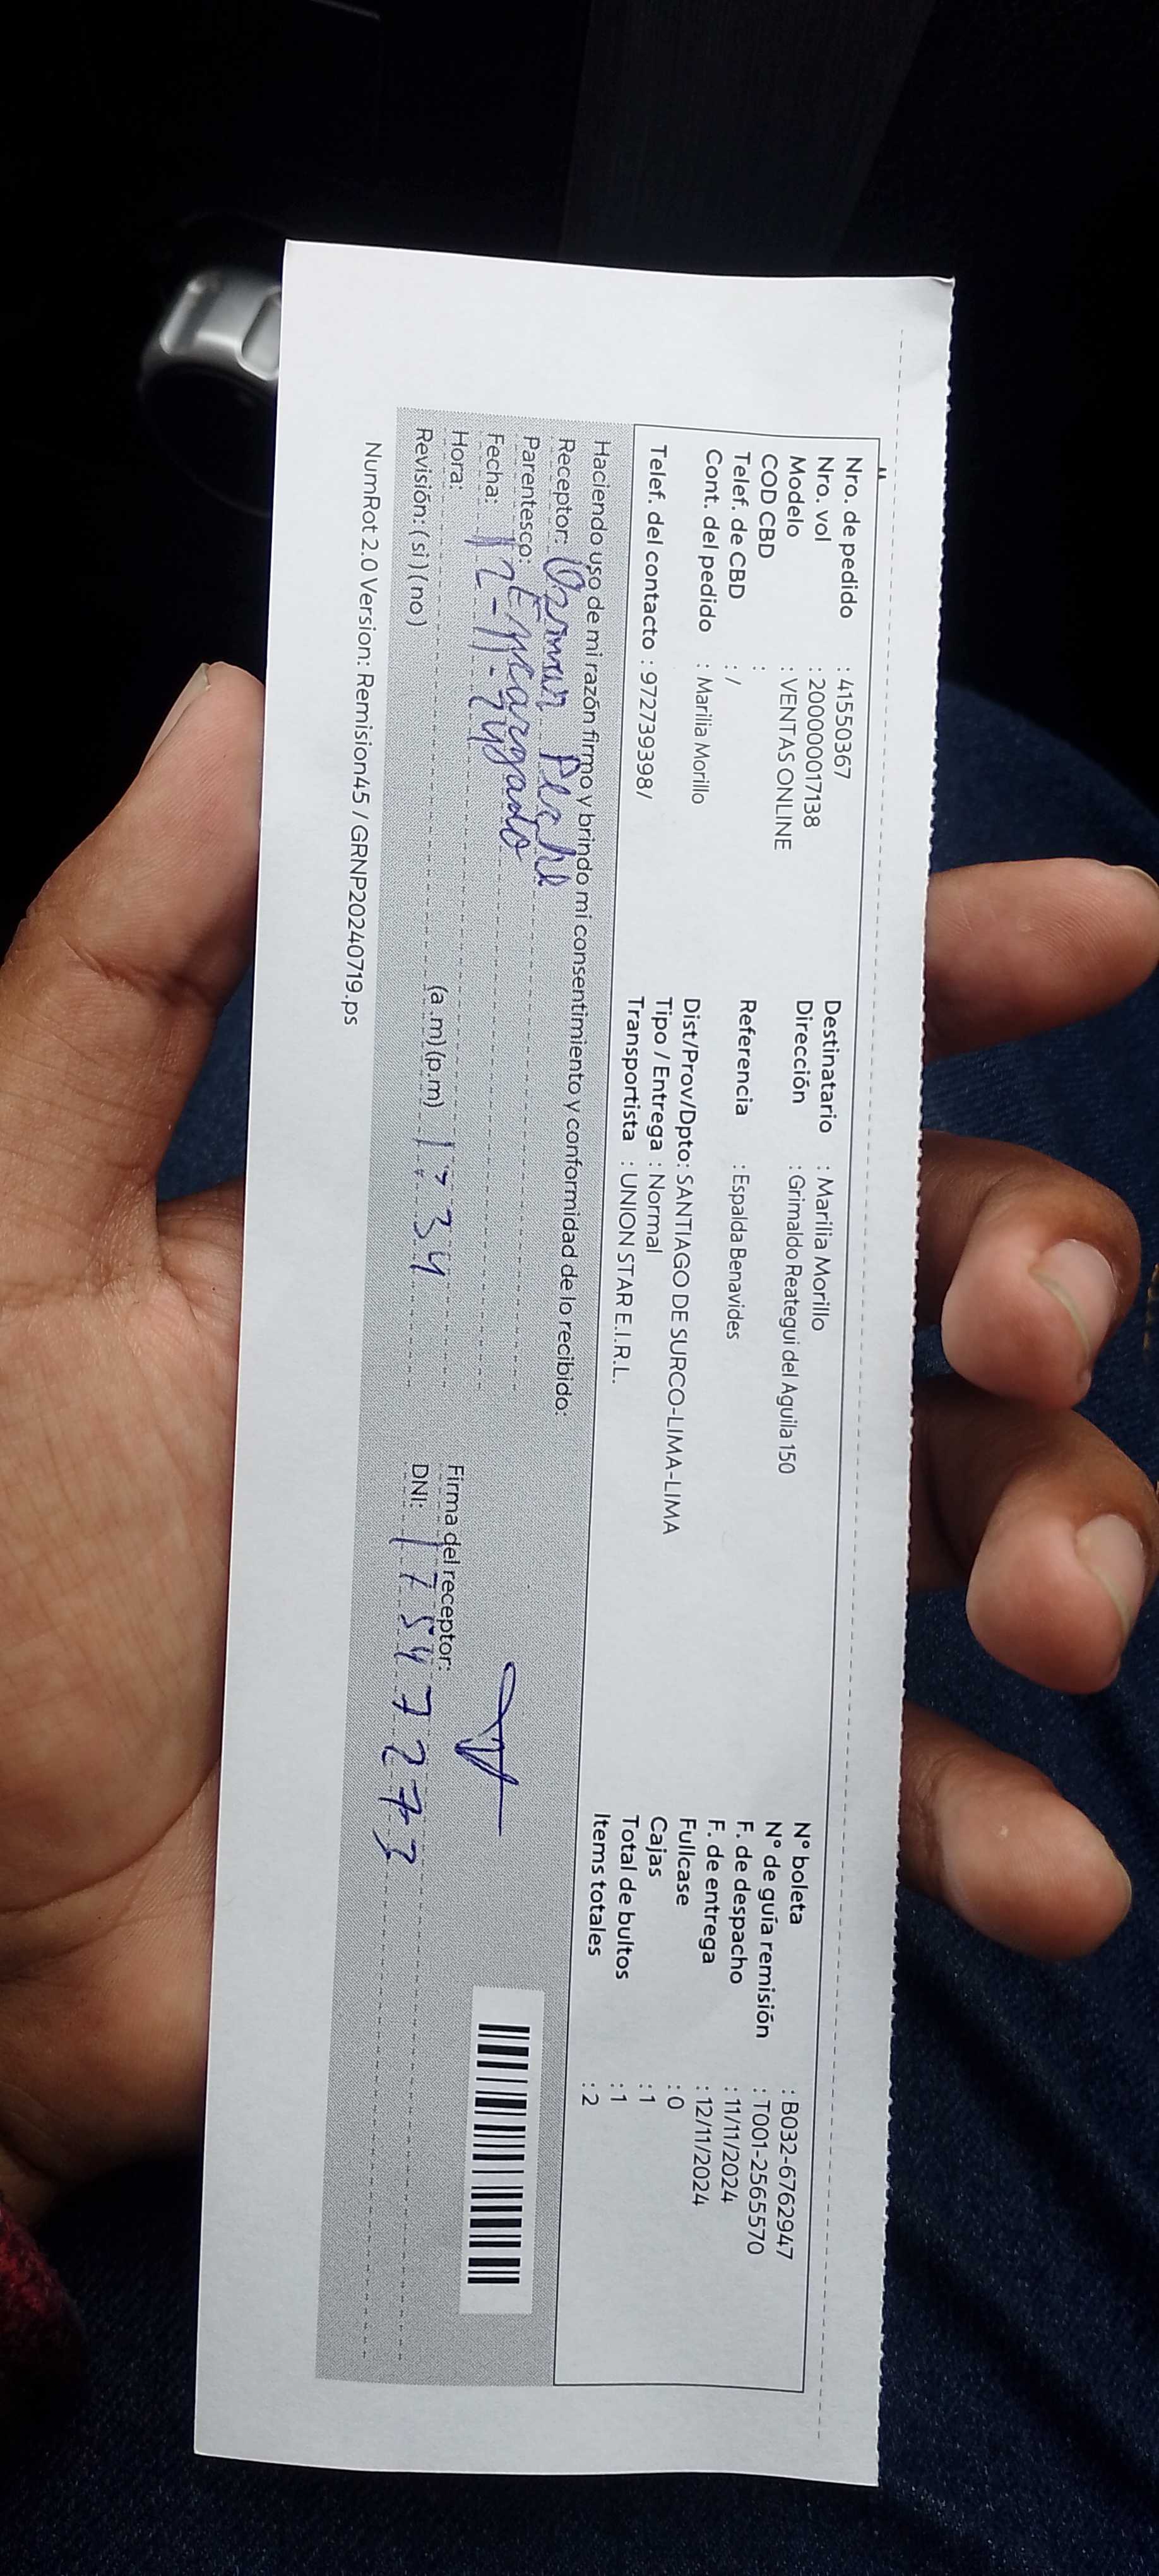 Nro. de pedido : 41550367
Nro. vol : 200000017138
Modelo : VENTAS ONLINE
COD CBD :
Telef. de CBD : /
Cont. del pedido : Marilia Morillo
Telef. del contacto : 972739398/
Destinatario : Marilia Morillo
Dirección : Grimaldo Reategui del Aguila 150
Referencia : Espalda Benavides
Dist/Prov/Dpto: SANTIAGO DE SURCO-LIMA-LIMA
Tipo / Entrega : Normal
Transportista : UNION STAR E.I.R.L.
N° boleta : B032-6762947
N° de guía remisión : T001-2565570
F. de despacho : 11/11/2024
F. de entrega : 12/11/2024
Fullcase : 0
Cajas : 1
Total de bultos : 1
Items totales : 2
Haciendo uso de mi razón firmo y brindo mi consentimiento y conformidad de lo recibido:
Receptor:
Parentesco: Encargado
Fecha: 12-11-24
Hora: (a.m)(p.m)
Revisión: (si) (no)
Firma del receptor:
DNI:
NumRot 2.0 Version: Remision45 / GRNP20240719.ps